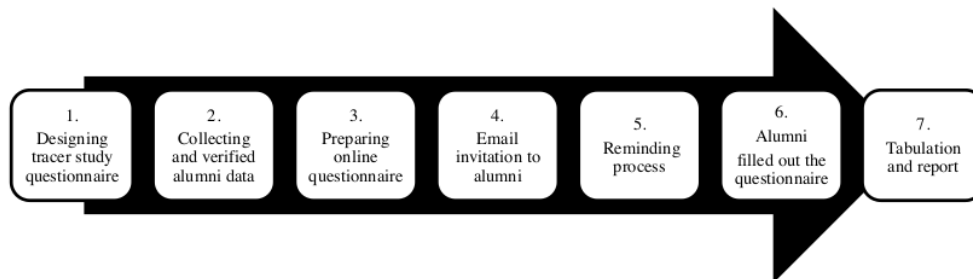 1.
Designing
tracer study
questionnaire
2.
Collecting
and verified
alumni data
3.
Preparing
online
questionnaire
4.
Email
invitation to
alumni
5.
Reminding
process
6.
Alumni
filled out the
questionnaire
7.
Tabulation
and report